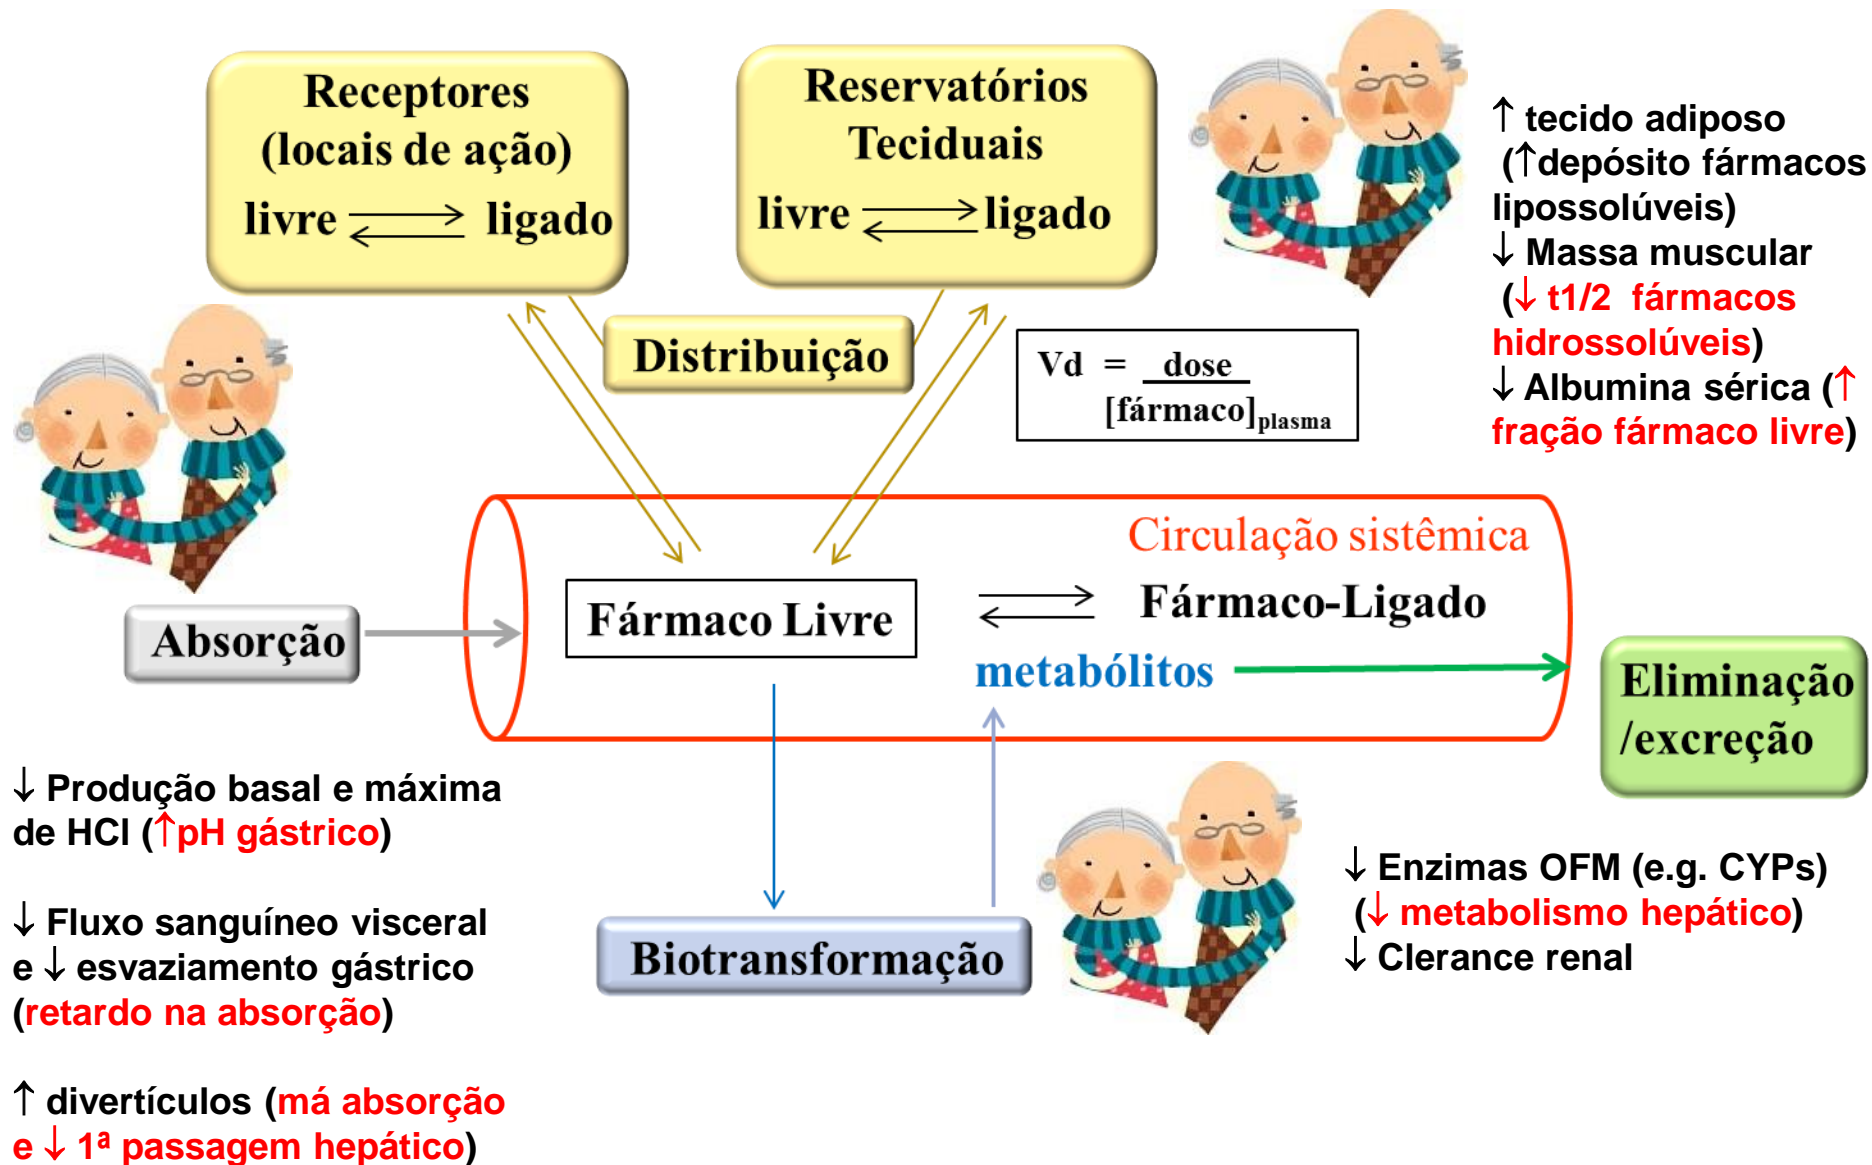 Receptores
(locais de ação)
livre ligado
Reservatórios
Teciduais
livre ligado
↑ tecido adiposo
(↑depósito fármacos
lipossolúveis)
↓ Massa muscular
(↓ t1/2 fármacos
hidrossolúveis)
↓ Albumina sérica (↑
fração fármaco livre)
Distribuição
Vd = dose
[fármaco]plasma
Circulação sistêmica
Fármaco Livre
Fármaco-Ligado
metabólitos
Absorção
Eliminação
/excreção
↓ Produção basal e máxima
de HCl (↑pH gástrico)
↓ Fluxo sanguíneo visceral
e ↓ esvaziamento gástrico
(retardo na absorção)
↑ divertículos (má absorção
e ↓ 1ª passagem hepático)
Biotransformação
↓ Enzimas OFM (e.g. CYPs)
(↓ metabolismo hepático)
↓ Clerance renal